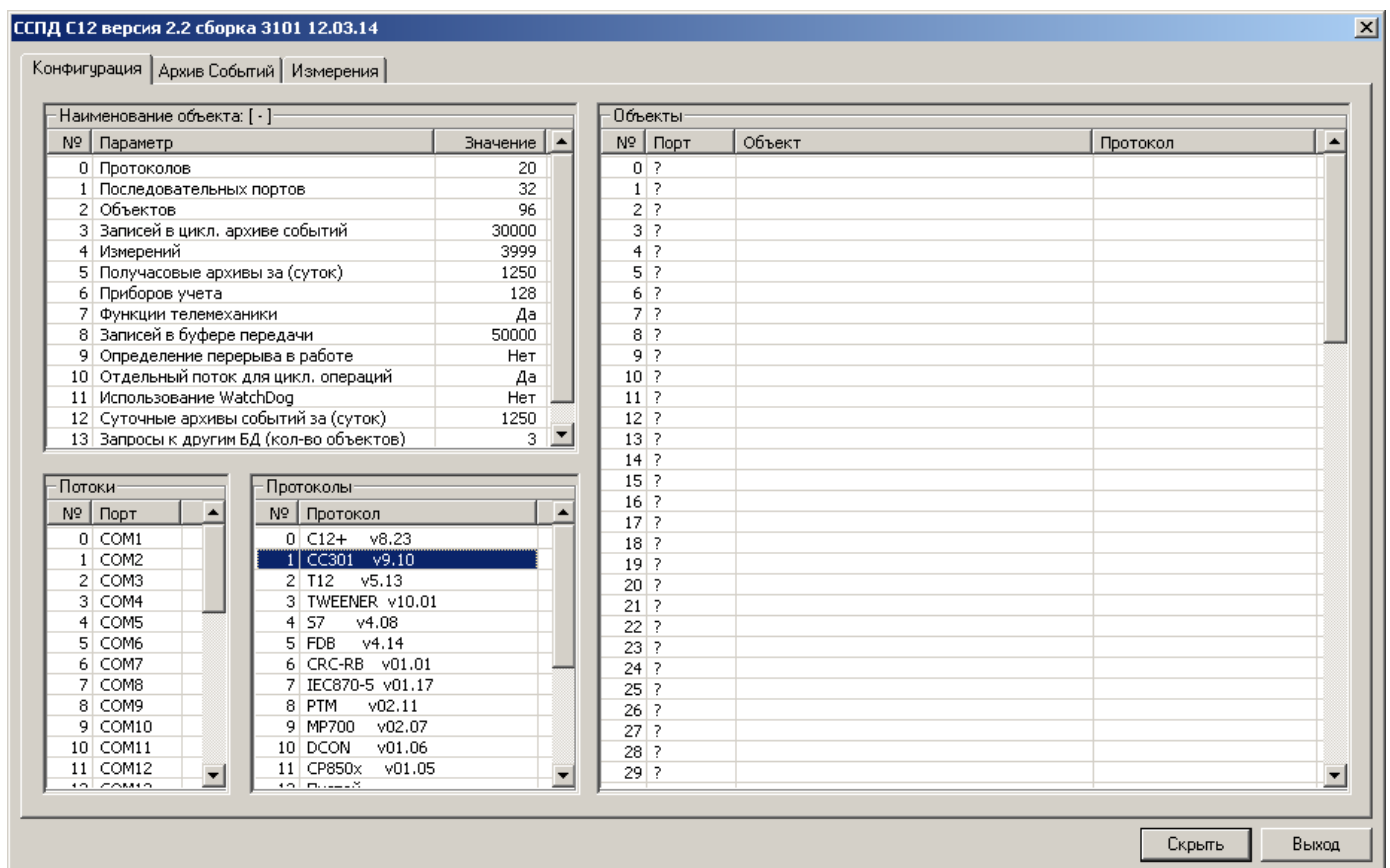 ССПД С12 версия 2.2 сборка 3101 12.03.14
Конфигурация Архив Событий Измерения
Наименование объекта: [ - ]
№ Параметр Значение
0 Протоколов 20
1 Последовательных портов 32
2 Объектов 96
3 Записей в цикл. архиве событий 30000
4 Измерений 3999
5 Получасовые архивы за (суток) 1250
6 Приборов учета 128
7 Функции телемеханики Да
8 Записей в буфере передачи 50000
9 Определение перерыва в работе Нет
10 Отдельный поток для цикл. операций Да
11 Использование WatchDog Нет
12 Суточные архивы событий за (суток) 1250
13 Запросы к другим БД (кол-во объектов) 3
Потоки
№ Порт
0 COM1
1 COM2
2 COM3
3 COM4
4 COM5
5 COM6
6 COM7
7 COM8
8 COM9
9 COM10
10 COM11
11 COM12
12 COM13
Протоколы
№ Протокол
0 C12+ v8.23
1 CC301 v9.10
2 T12 v5.13
3 TWEENER v10.01
4 S7 v4.08
5 FDB v4.14
6 CRC-RB v01.01
7 IEC870-5 v01.17
8 PTM v02.11
9 MP700 v02.07
10 DCON v01.06
11 CP850x v01.05
12 Пустой
Объекты
№ Порт Объект Протокол
0 ?
1 ?
2 ?
3 ?
4 ?
5 ?
6 ?
7 ?
8 ?
9 ?
10 ?
11 ?
12 ?
13 ?
14 ?
15 ?
16 ?
17 ?
18 ?
19 ?
20 ?
21 ?
22 ?
23 ?
24 ?
25 ?
26 ?
27 ?
28 ?
29 ?
Скрыть Выход